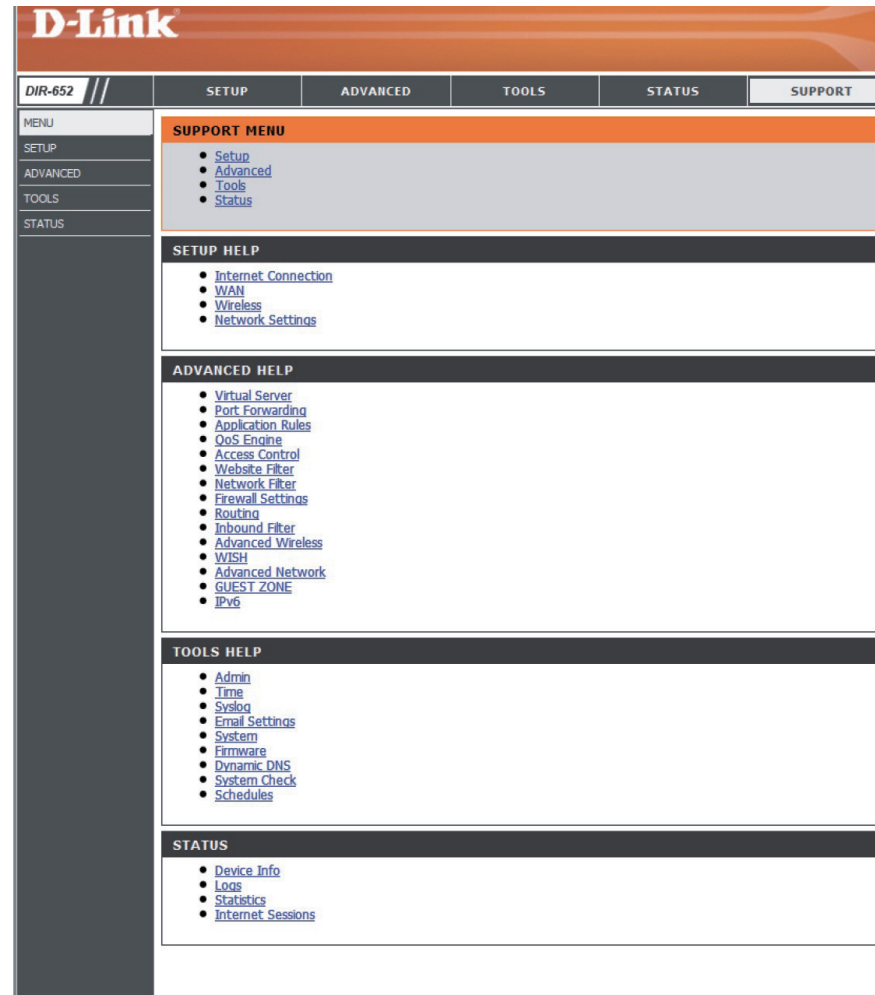 D-Link
DIR-652 // SETUP ADVANCED TOOLS STATUS SUPPORT
MENU
SETUP
ADVANCED
TOOLS
STATUS
SUPPORT MENU
Setup
Advanced
Tools
Status
SETUP HELP
Internet Connection
WAN
Wireless
Network Settings
ADVANCED HELP
Virtual Server
Port Forwarding
Application Rules
QoS Engine
Access Control
Website Filter
Network Filter
Firewall Settings
Routing
Inbound Filter
Advanced Wireless
WISH
Advanced Network
GUEST ZONE
IPv6
TOOLS HELP
Admin
Time
Syslog
Email Settings
System
Firmware
Dynamic DNS
System Check
Schedules
STATUS
Device Info
Logs
Statistics
Internet Sessions